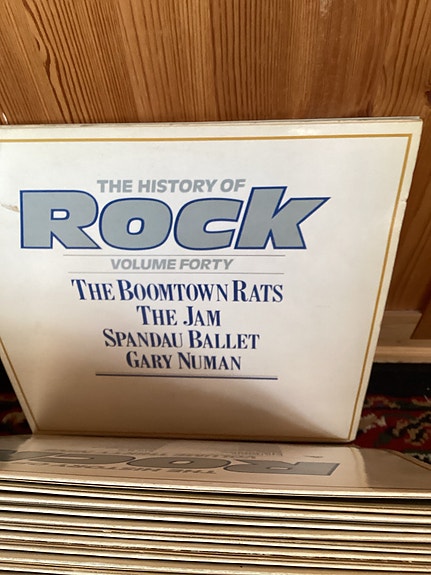 THE HISTORY OF
ROCK
VOLUME FORTY
THE BOOMTOWN RATS
THE JAM
SPANDAU BALLET
GARY NUMAN